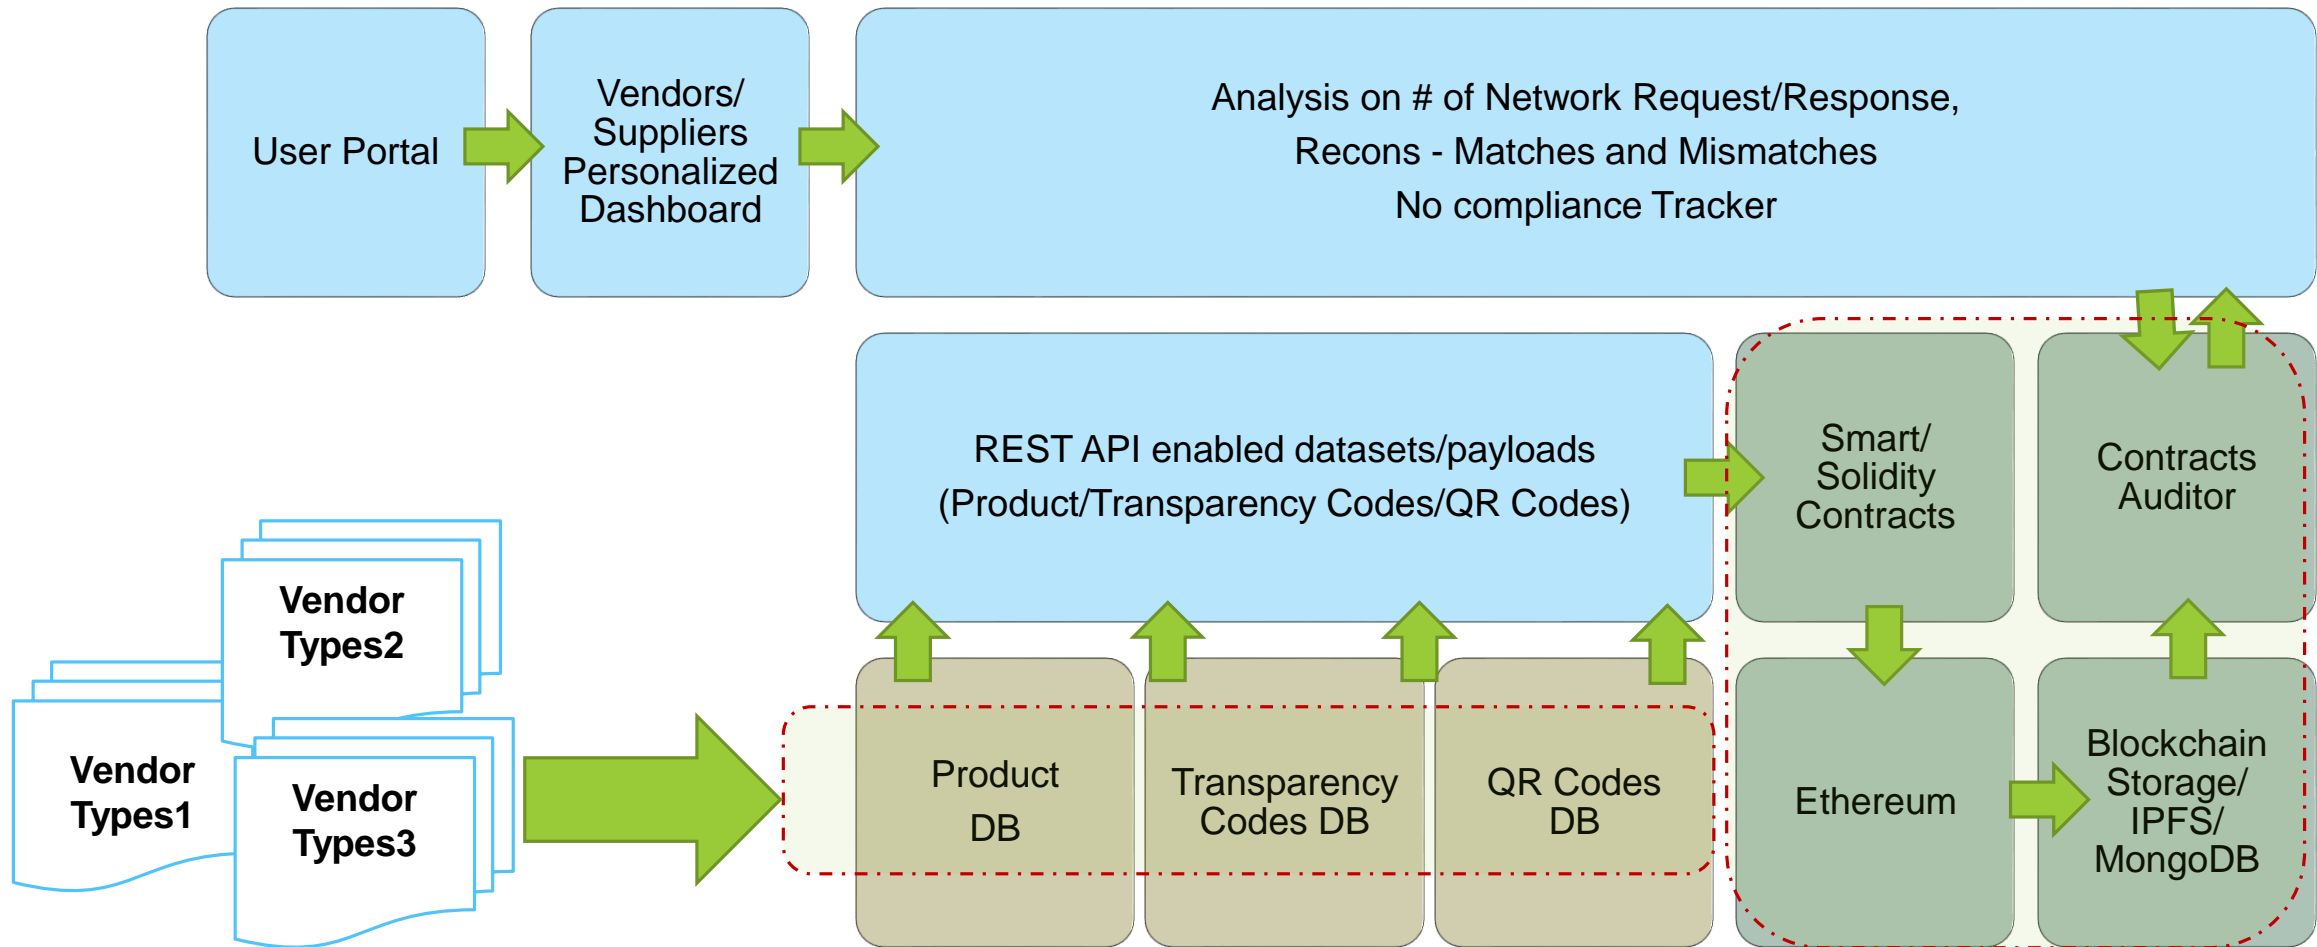 User Portal
Vendors/
Suppliers
Personalized
Dashboard
Analysis on # of Network Request/Response,
Recons - Matches and Mismatches
No compliance Tracker
REST API enabled datasets/payloads
(Product/Transparency Codes/QR Codes)
Smart/
Solidity
Contracts
Contracts
Auditor
Vendor
Types2
Vendor
Types1
Vendor
Types3
Product
DB
Transparency
Codes DB
QR Codes
DB
Ethereum
Blockchain
Storage/
IPFS/
MongoDB